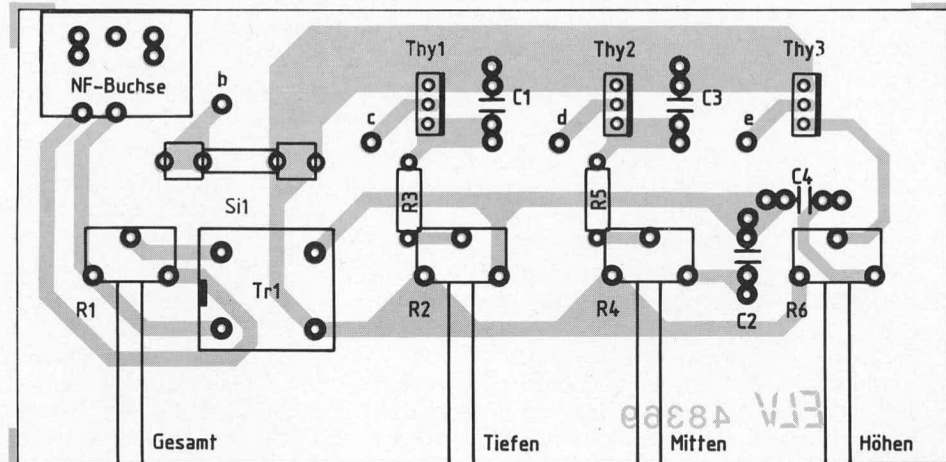 Thy1
Thy2
Thy3
NF-Buchse
b
C1
C3
c
d
e
C4
Si1
R3
R5
R1
Tr1
R2
R4
C2
R6
ELV 48369
Gesamt
Tiefen
Mitten
Höhen